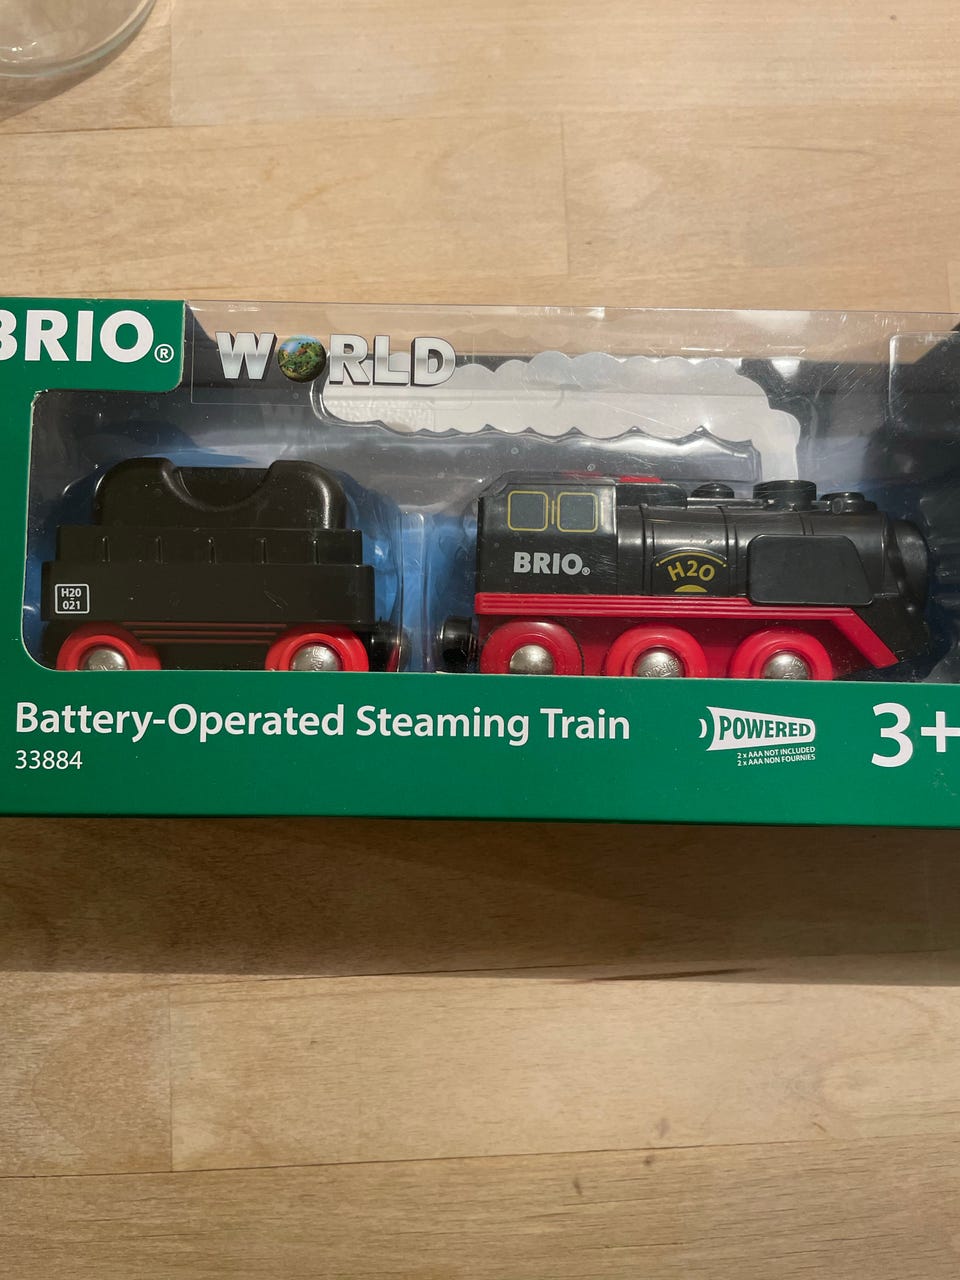 BRIO®
WORLD
BRIO®
H2O
H20
021
Battery-Operated Steaming Train
33884
POWERED
2 x AAA NOT INCLUDED
2 x AAA NON FOURNIES
3+